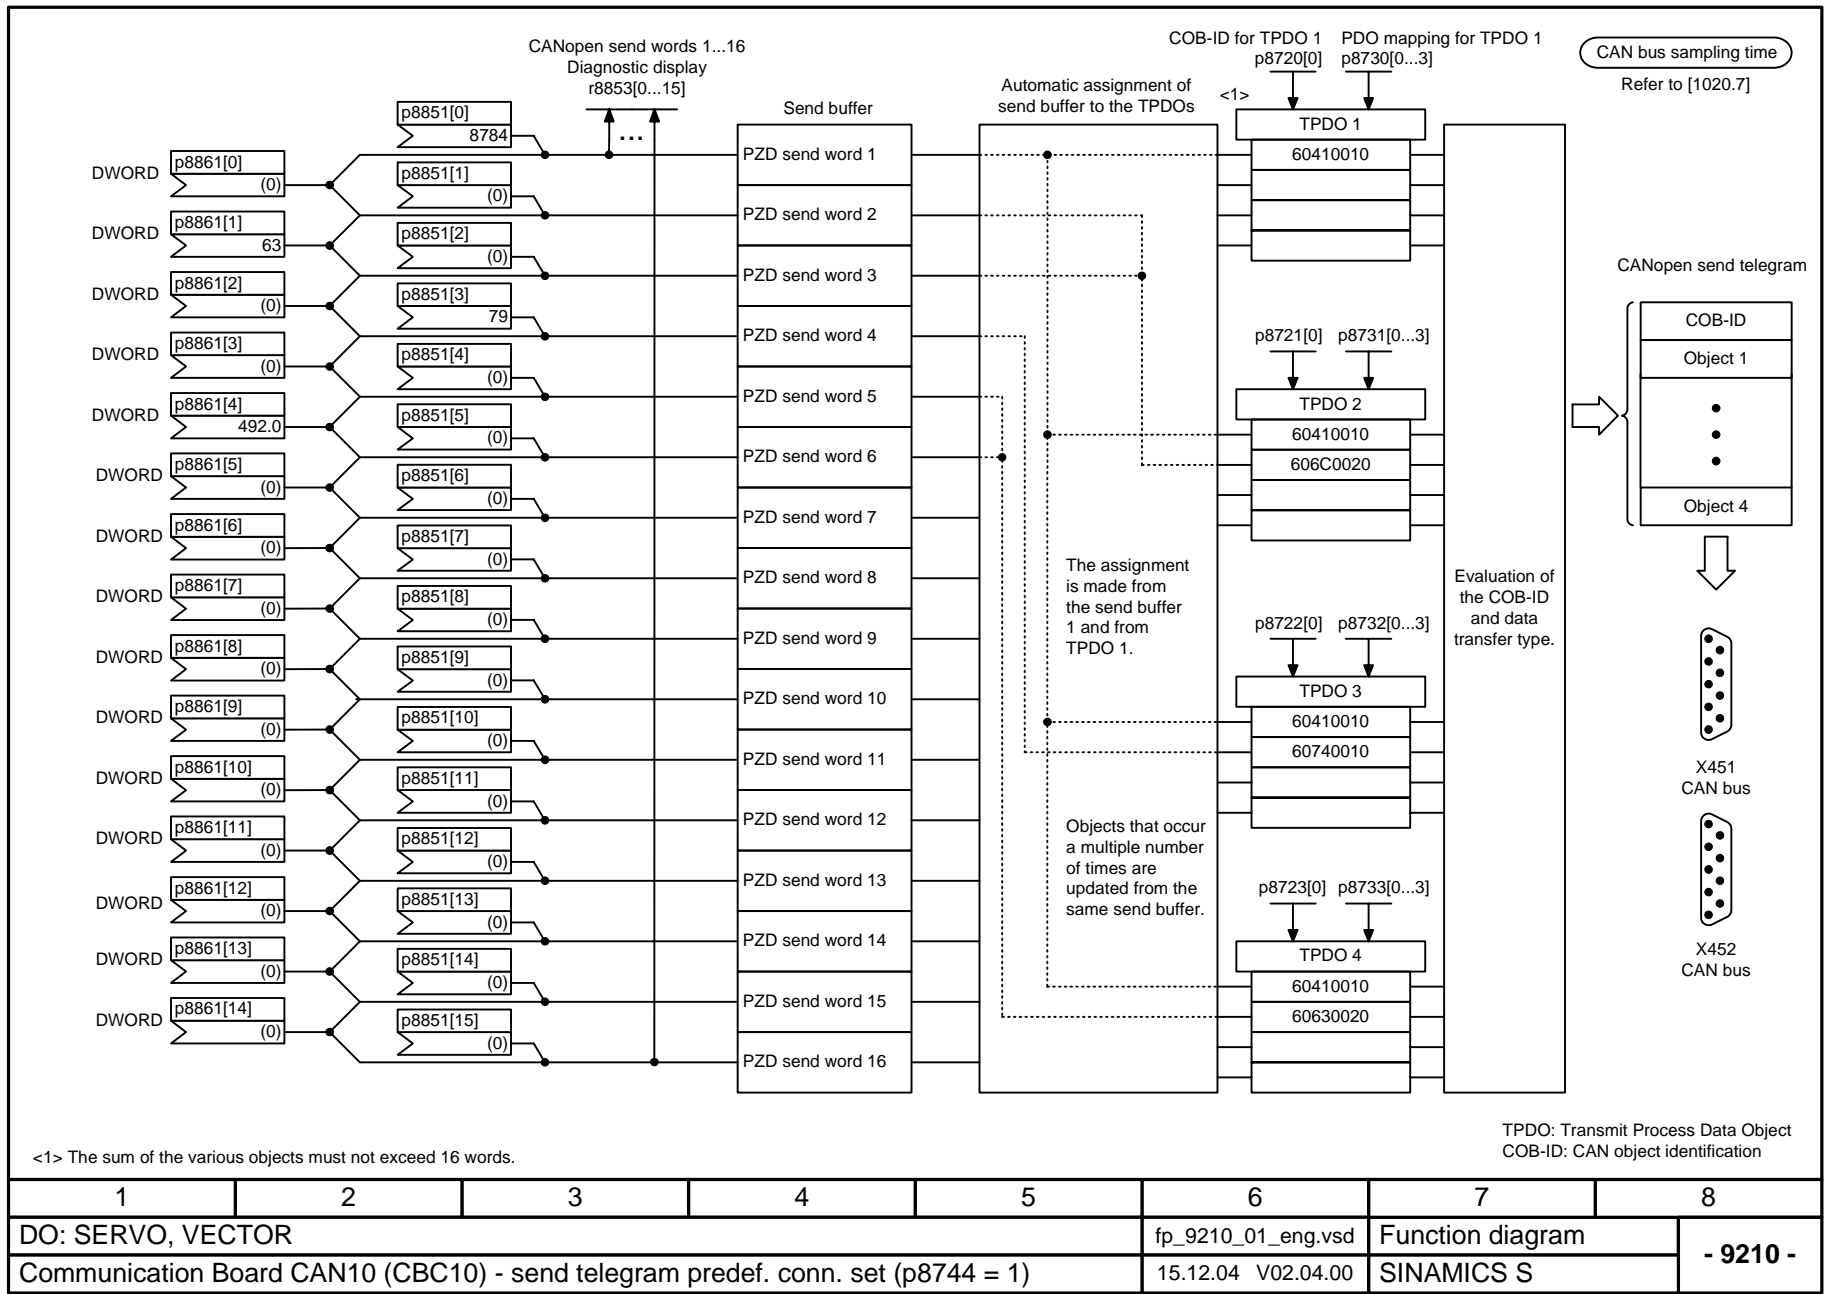 CANopen send words 1...16
Diagnostic display
r8853[0...15]
Send buffer
Automatic assignment of
send buffer to the TPDOs
<1>
COB-ID for TPDO 1
p8720[0]
PDO mapping for TPDO 1
p8730[0...3]
CAN bus sampling time
Refer to [1020.7]
DWORD
p8861[0]
(0)
DWORD
p8861[1]
63
DWORD
p8861[2]
(0)
DWORD
p8861[3]
(0)
DWORD
p8861[4]
492.0
DWORD
p8861[5]
(0)
DWORD
p8861[6]
(0)
DWORD
p8861[7]
(0)
DWORD
p8861[8]
(0)
DWORD
p8861[9]
(0)
DWORD
p8861[10]
(0)
DWORD
p8861[11]
(0)
DWORD
p8861[12]
(0)
DWORD
p8861[13]
(0)
DWORD
p8861[14]
(0)
p8851[0]
8784
p8851[1]
(0)
p8851[2]
(0)
p8851[3]
79
p8851[4]
(0)
p8851[5]
(0)
p8851[6]
(0)
p8851[7]
(0)
p8851[8]
(0)
p8851[9]
(0)
p8851[10]
(0)
p8851[11]
(0)
p8851[12]
(0)
p8851[13]
(0)
p8851[14]
(0)
p8851[15]
(0)
...
PZD send word 1
PZD send word 2
PZD send word 3
PZD send word 4
PZD send word 5
PZD send word 6
PZD send word 7
PZD send word 8
PZD send word 9
PZD send word 10
PZD send word 11
PZD send word 12
PZD send word 13
PZD send word 14
PZD send word 15
PZD send word 16
The assignment
is made from
the send buffer
1 and from
TPDO 1.
Objects that occur
a multiple number
of times are
updated from the
same send buffer.
TPDO 1
60410010
p8721[0]
p8731[0...3]
TPDO 2
60410010
606C0020
p8722[0]
p8732[0...3]
TPDO 3
60410010
60740010
p8723[0]
p8733[0...3]
TPDO 4
60410010
60630020
Evaluation of
the COB-ID
and data
transfer type.
CANopen send telegram
COB-ID
Object 1
Object 4
X451
CAN bus
X452
CAN bus
TPDO: Transmit Process Data Object
COB-ID: CAN object identification
<1> The sum of the various objects must not exceed 16 words.
1 2 3 4 5 6 7 8
DO: SERVO, VECTOR
fp_9210_01_eng.vsd
Function diagram
- 9210 -
Communication Board CAN10 (CBC10) - send telegram predef. conn. set (p8744 = 1)
15.12.04 V02.04.00
SINAMICS S